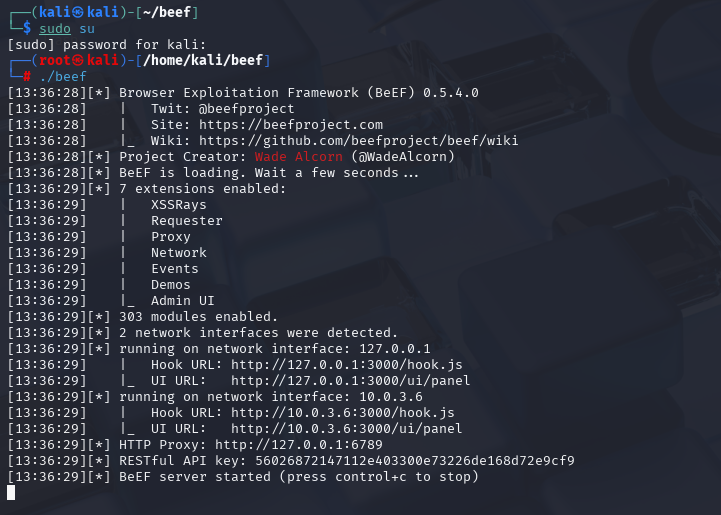 ┌──(kali㉿kali)-[~/beef]
└─$ sudo su
[sudo] password for kali:
┌──(root㉿kali)-[/home/kali/beef]
└─# ./beef
[13:36:28][*] Browser Exploitation Framework (BeEF) 0.5.4.0
[13:36:28]    |   Twit: @beefproject
[13:36:28]    |   Site: https://beefproject.com
[13:36:28]    |_  Wiki: https://github.com/beefproject/beef/wiki
[13:36:28][*] Project Creator: Wade Alcorn (@WadeAlcorn)
[13:36:28][*] BeEF is loading. Wait a few seconds...
[13:36:29][*] 7 extensions enabled:
[13:36:29]    |   XSSRays
[13:36:29]    |   Requester
[13:36:29]    |   Proxy
[13:36:29]    |   Network
[13:36:29]    |   Events
[13:36:29]    |   Demos
[13:36:29]    |_  Admin UI
[13:36:29][*] 303 modules enabled.
[13:36:29][*] 2 network interfaces were detected.
[13:36:29][*] running on network interface: 127.0.0.1
[13:36:29]    |   Hook URL: http://127.0.0.1:3000/hook.js
[13:36:29]    |_  UI URL:   http://127.0.0.1:3000/ui/panel
[13:36:29][*] running on network interface: 10.0.3.6
[13:36:29]    |   Hook URL: http://10.0.3.6:3000/hook.js
[13:36:29]    |_  UI URL:   http://10.0.3.6:3000/ui/panel
[13:36:29][*] HTTP Proxy: http://127.0.0.1:6789
[13:36:29][*] RESTful API key: 56026872147112e403300e73226de168d72e9cf9
[13:36:29][*] BeEF server started (press control+c to stop)